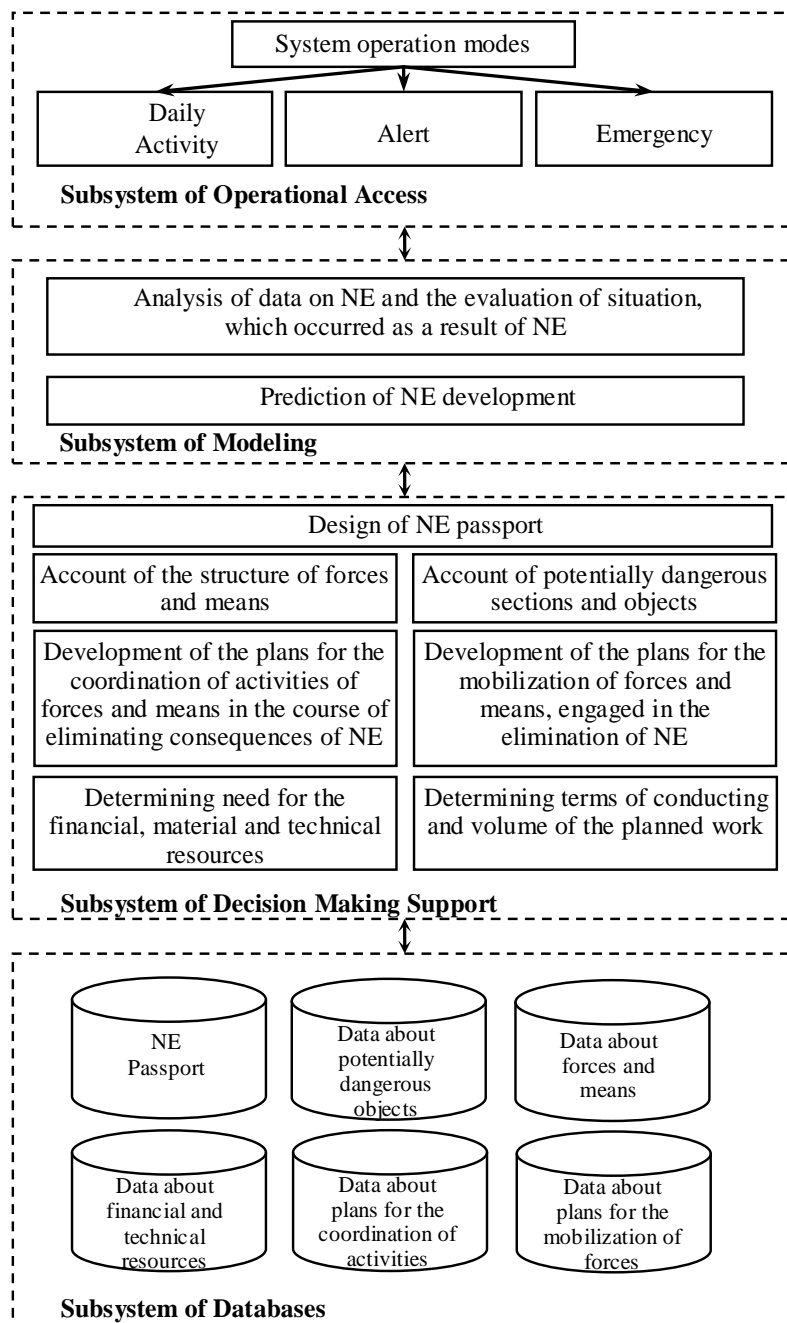 System operation modes
Daily
Activity
Alert
Emergency
Subsystem of Operational Access
Analysis of data on NE and the evaluation of situation,
which occurred as a result of NE
Prediction of NE development
Subsystem of Modeling
Design of NE passport
Account of the structure of forces
and means
Account of potentially dangerous
sections and objects
Development of the plans for the
coordination of activities of
forces and means in the course of
eliminating consequences of NE
Development of the plans for the
mobilization of forces and
means, engaged in the
elimination of NE
Determining need for the
financial, material and technical
resources
Determining terms of conducting
and volume of the planned work
Subsystem of Decision Making Support
NE
Passport
Data about
potentially
dangerous
objects
Data about
forces and
means
Data about
financial and
technical
resources
Data about
plans for the
coordination of
activities
Data about
plans for the
mobilization of
forces
Subsystem of Databases